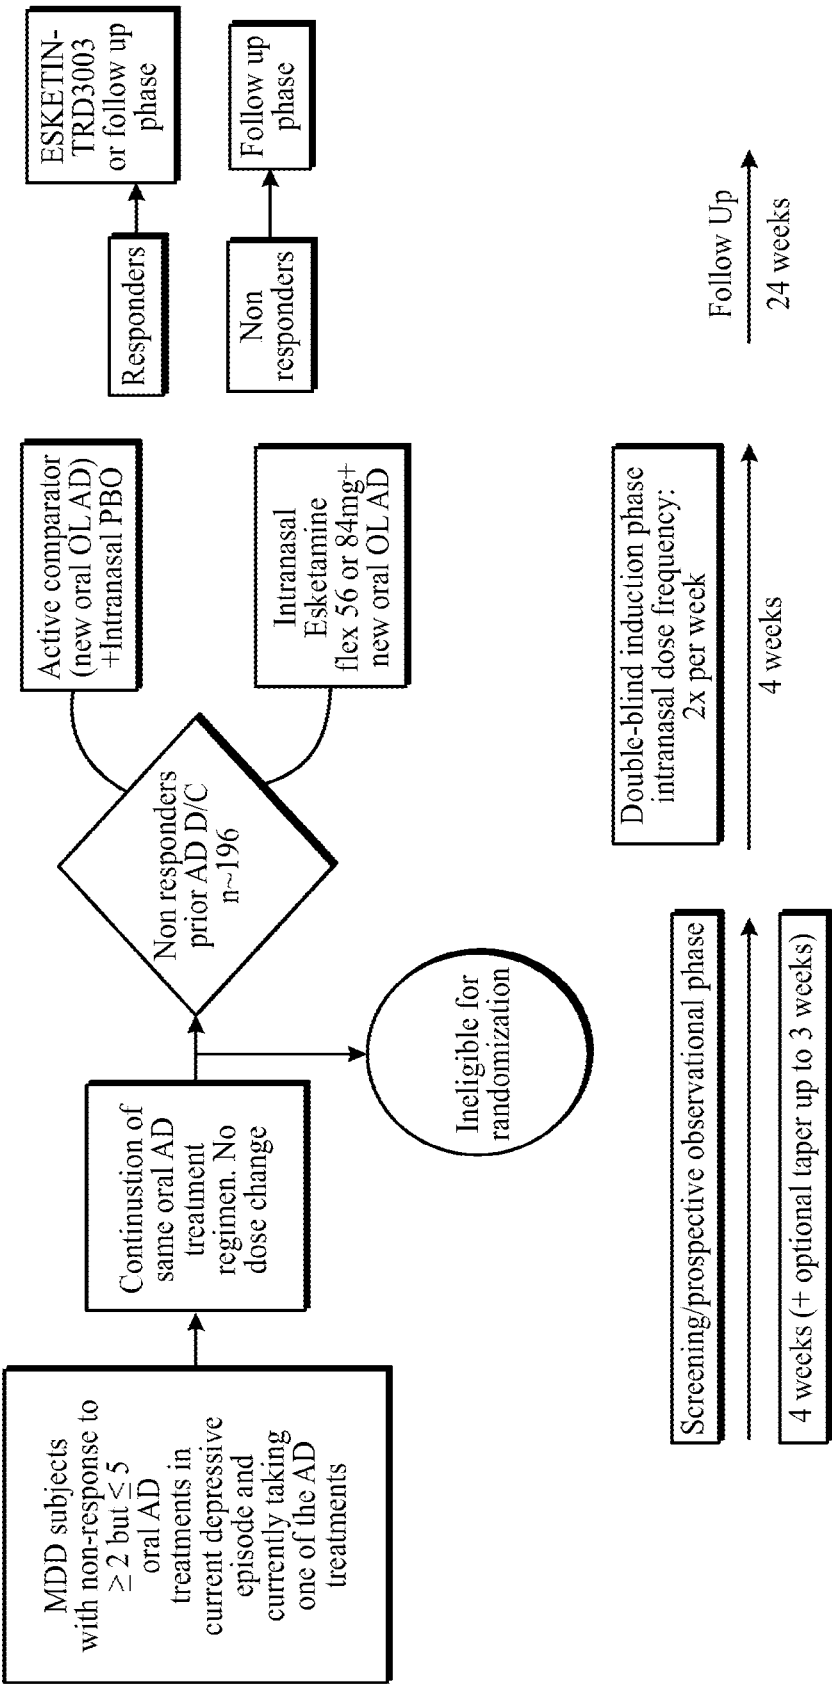 MDD subjects
with non-response to
≥ 2 but ≤ 5
oral AD
treatments in
current depressive
episode and
currently taking
one of the AD
treatments
Continustion of
same oral AD
treatment
regimen. No
dose change
Ineligible for
randomization
Non responders
prior AD D/C
n~196
Active comparator
(new oral OL AD)
+Intranasal PBO
Intranasal
Esketamine
flex 56 or 84mg+
new oral OL AD
Responders
Non
responders
ESKETIN-
TRD3003
or follow up
phase
Follow up
phase
Screening/prospective observational phase
4 weeks (+ optional taper up to 3 weeks)
Double-blind induction phase
intranasal dose frequency:
2x per week
4 weeks
Follow Up
24 weeks